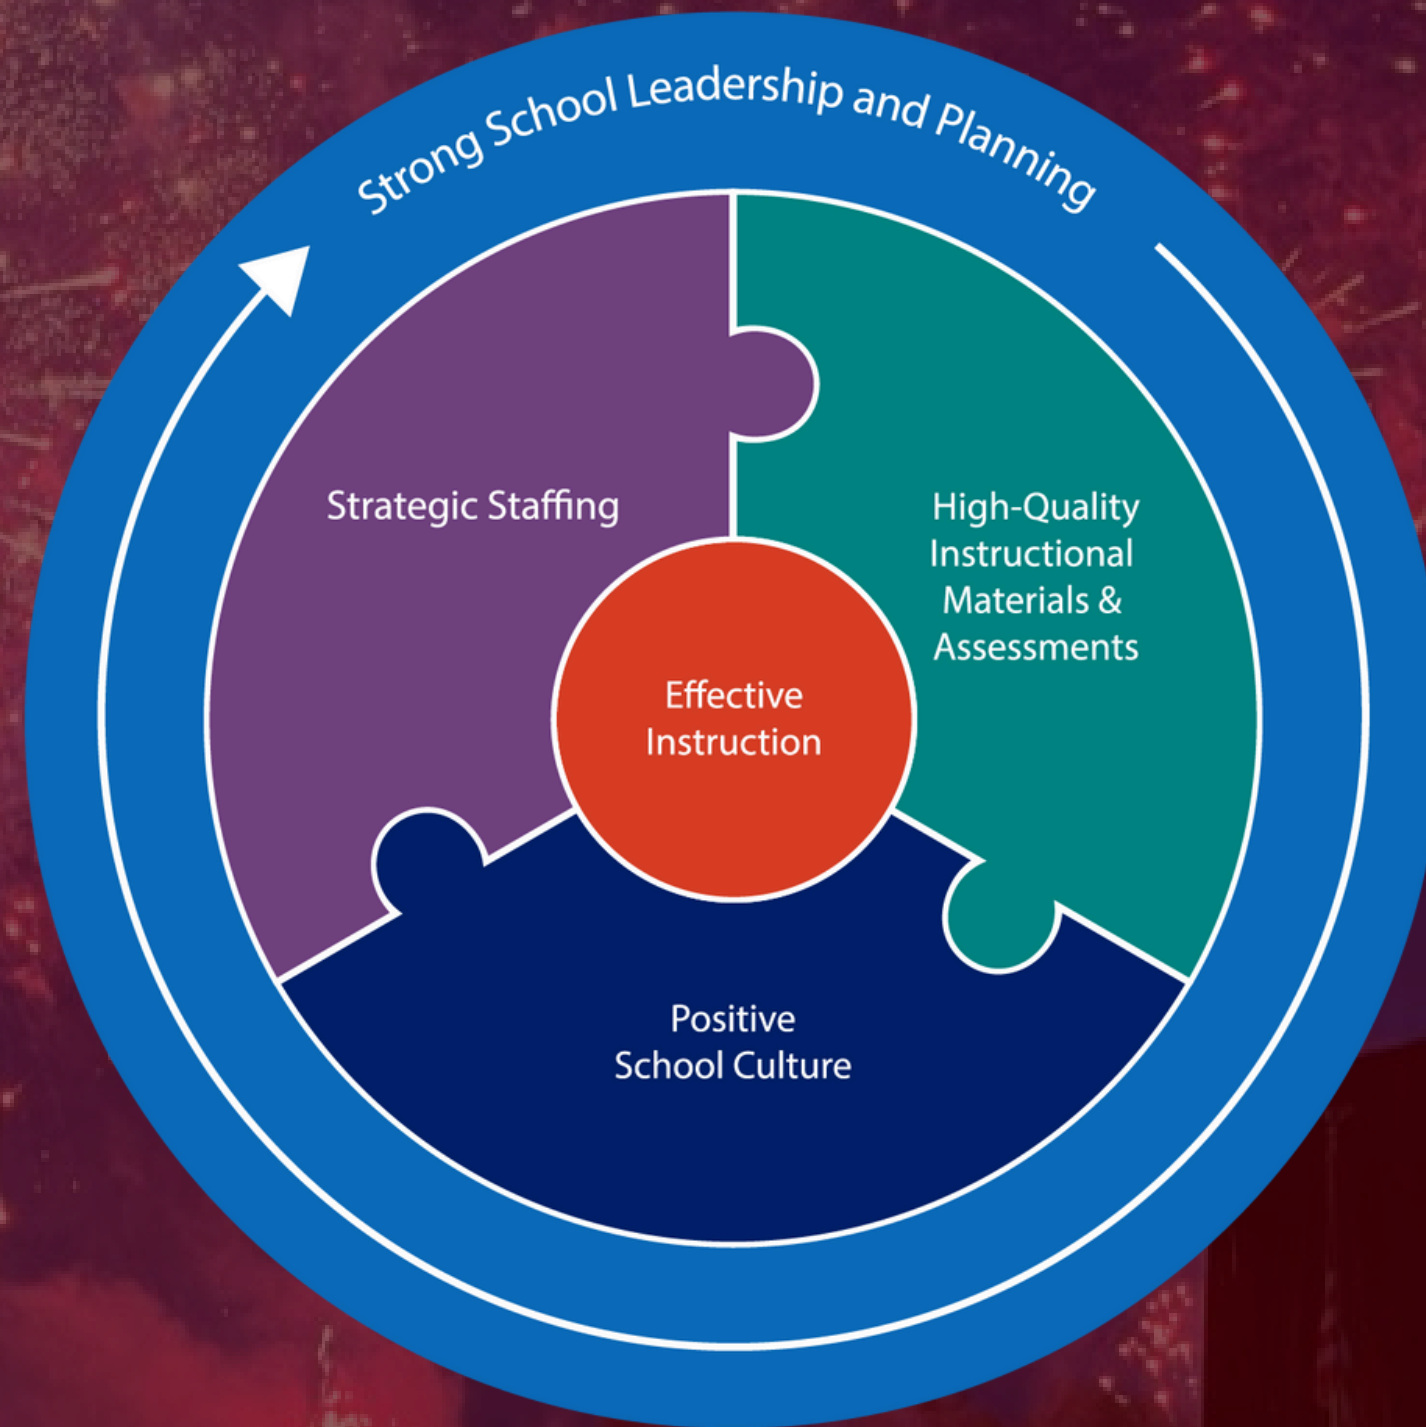 Strong School Leadership and Planning
Strategic Staffing
High-Quality
Instructional
Materials &
Assessments
Effective
Instruction
Positive
School Culture